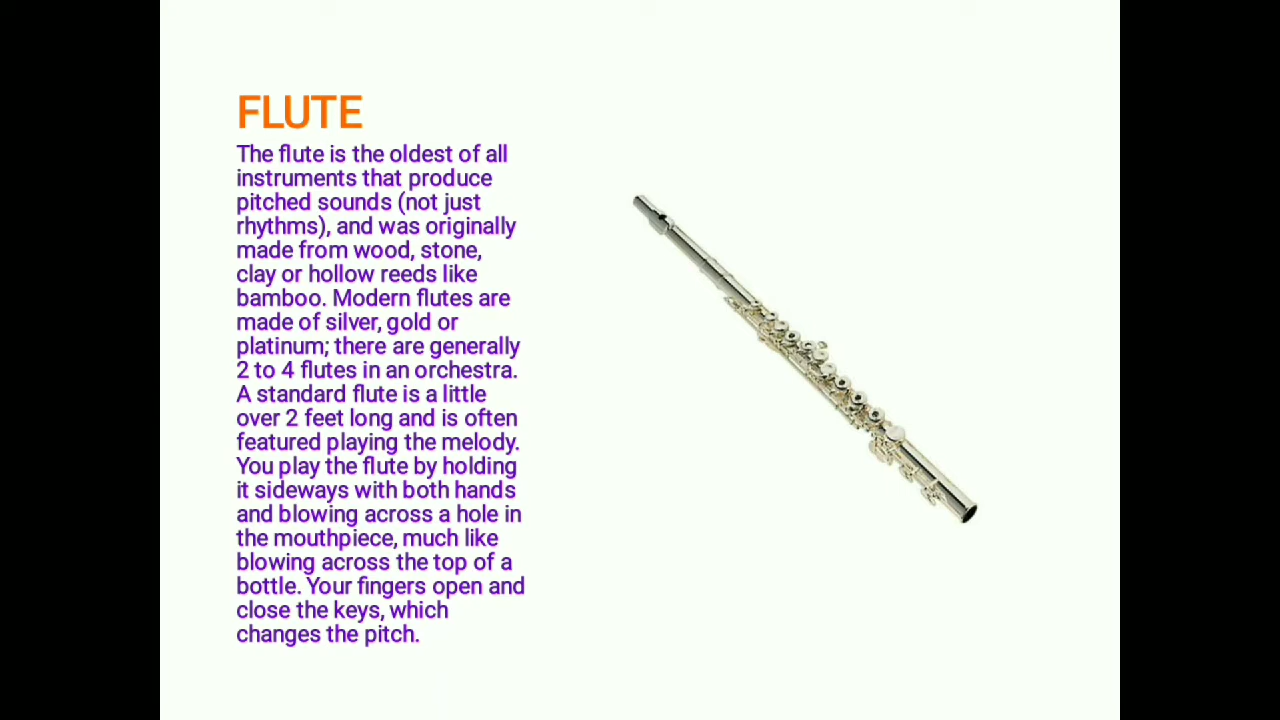 FLUTE
The flute is the oldest of all
instruments that produce
pitched sounds (not just
rhythms), and was originally
made from wood, stone,
clay or hollow reeds like
bamboo. Modern flutes are
made of silver, gold or
platinum; there are generally
2 to 4 flutes in an orchestra.
A standard flute is a little
over 2 feet long and is often
featured playing the melody.
You play the flute by holding
it sideways with both hands
and blowing across a hole in
the mouthpiece, much like
blowing across the top of a
bottle. Your fingers open and
close the keys, which
changes the pitch.